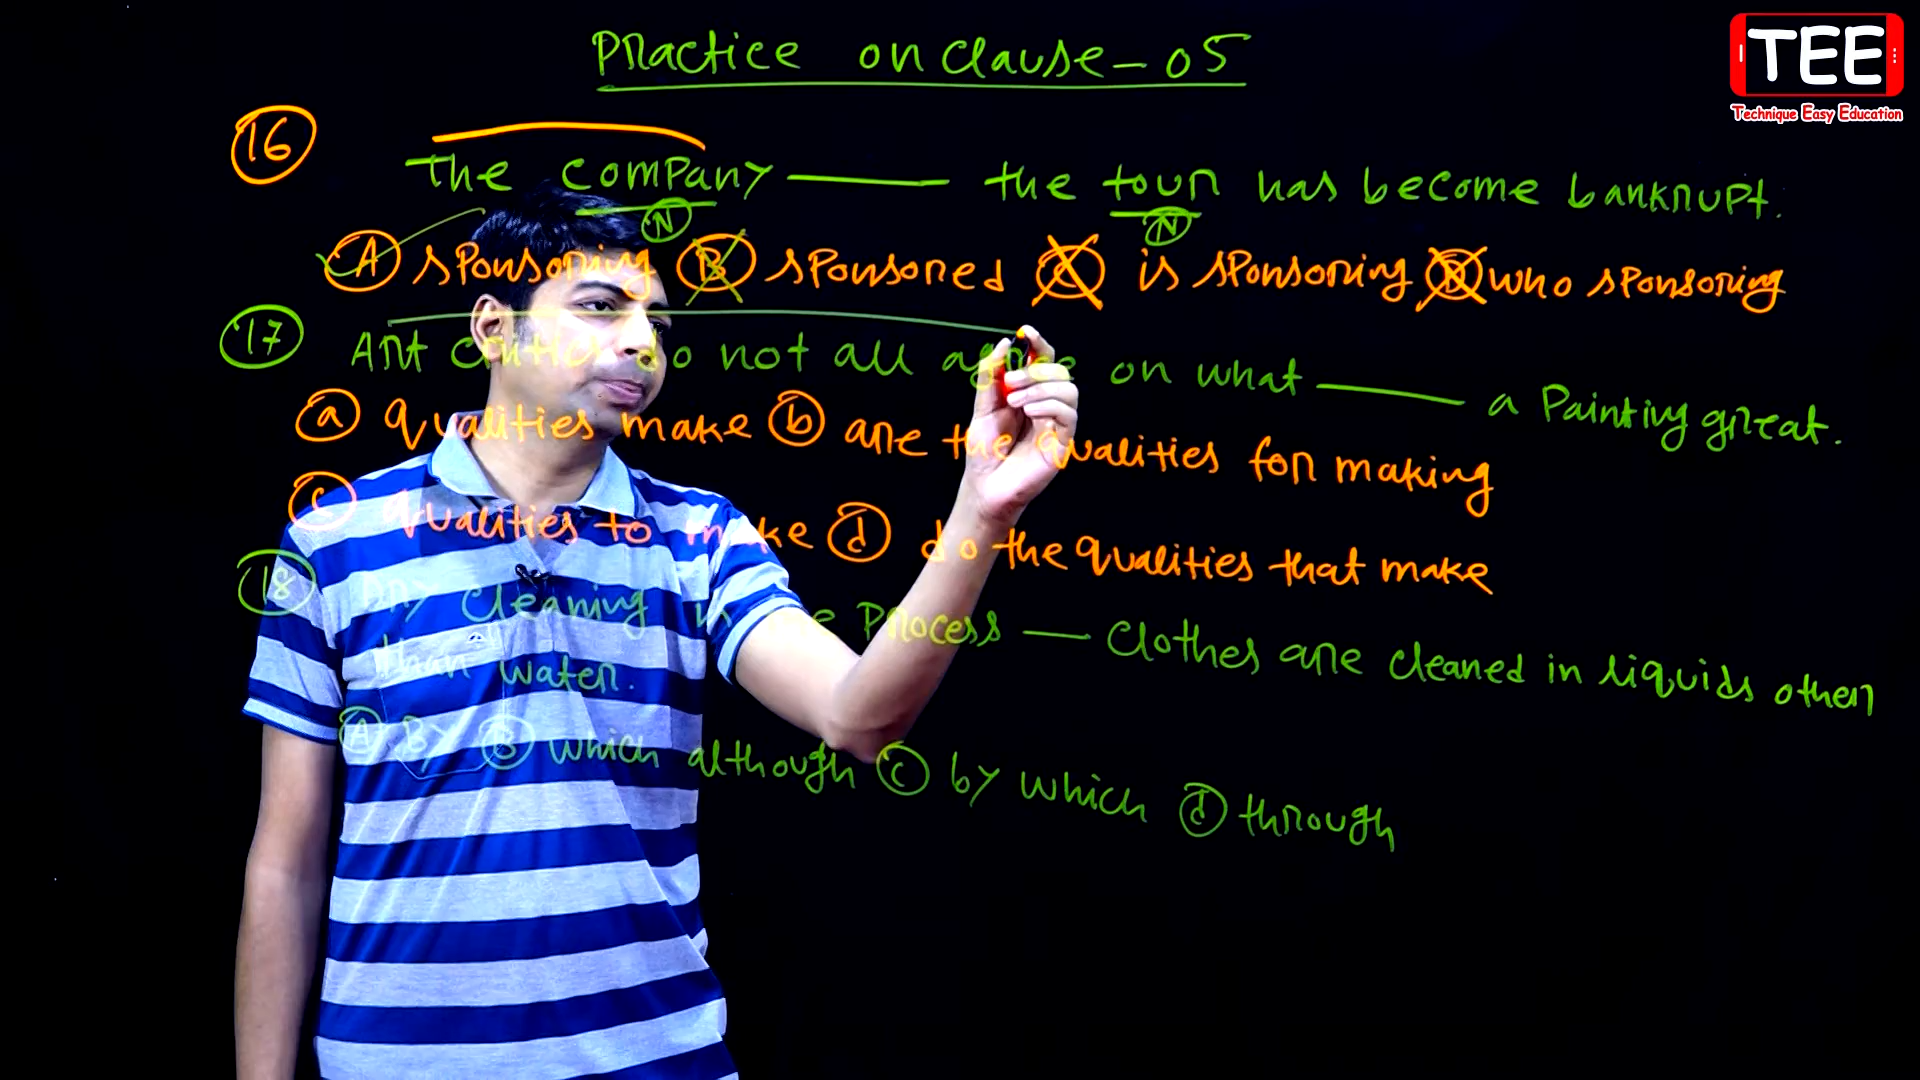 Practice on clause - 05
TEE
Technique Easy Education
16
The company ——— the town has become bankrupt.
N N
A sponsoring B sponsored C is sponsoring D who sponsoring
17 Art critics do not all agree on what ——— a Painting great.
a qualities make b are the qualities for making
c qualities to make d do the qualities that make
18 Any cleaning is the process —— clothes are cleaned in liquids other
than water.
A By B which although C by which d through